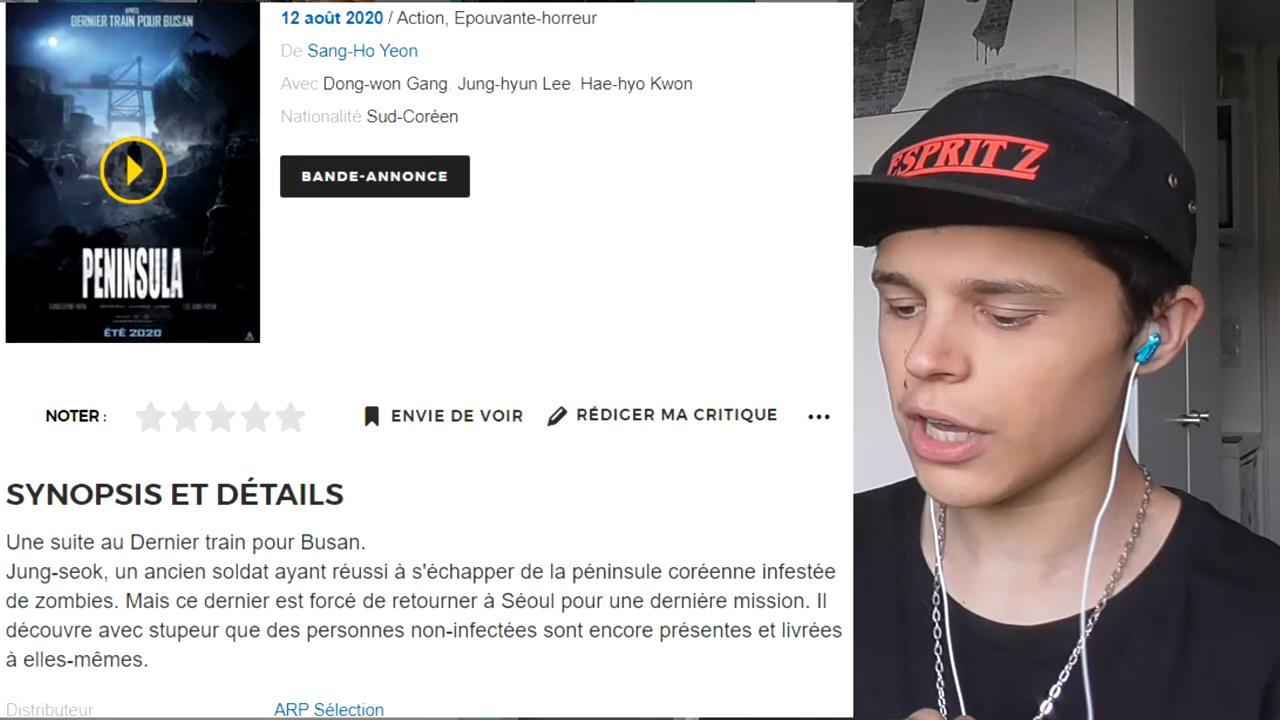 APRÈS
DERNIER TRAIN POUR BUSAN
PENINSULA
ÉTÉ 2020
12 août 2020 / Action, Epouvante-horreur
De Sang-Ho Yeon
Avec Dong-won Gang, Jung-hyun Lee, Hae-hyo Kwon
Nationalité Sud-Coréen
BANDE-ANNONCE
NOTER :
ENVIE DE VOIR
RÉDIGER MA CRITIQUE
SYNOPSIS ET DÉTAILS
Une suite au Dernier train pour Busan.
Jung-seok, un ancien soldat ayant réussi à s'échapper de la péninsule coréenne infestée
de zombies. Mais ce dernier est forcé de retourner à Séoul pour une dernière mission. Il
découvre avec stupeur que des personnes non-infectées sont encore présentes et livrées
à elles-mêmes.
Distributeur ARP Sélection
ESPRIT Z